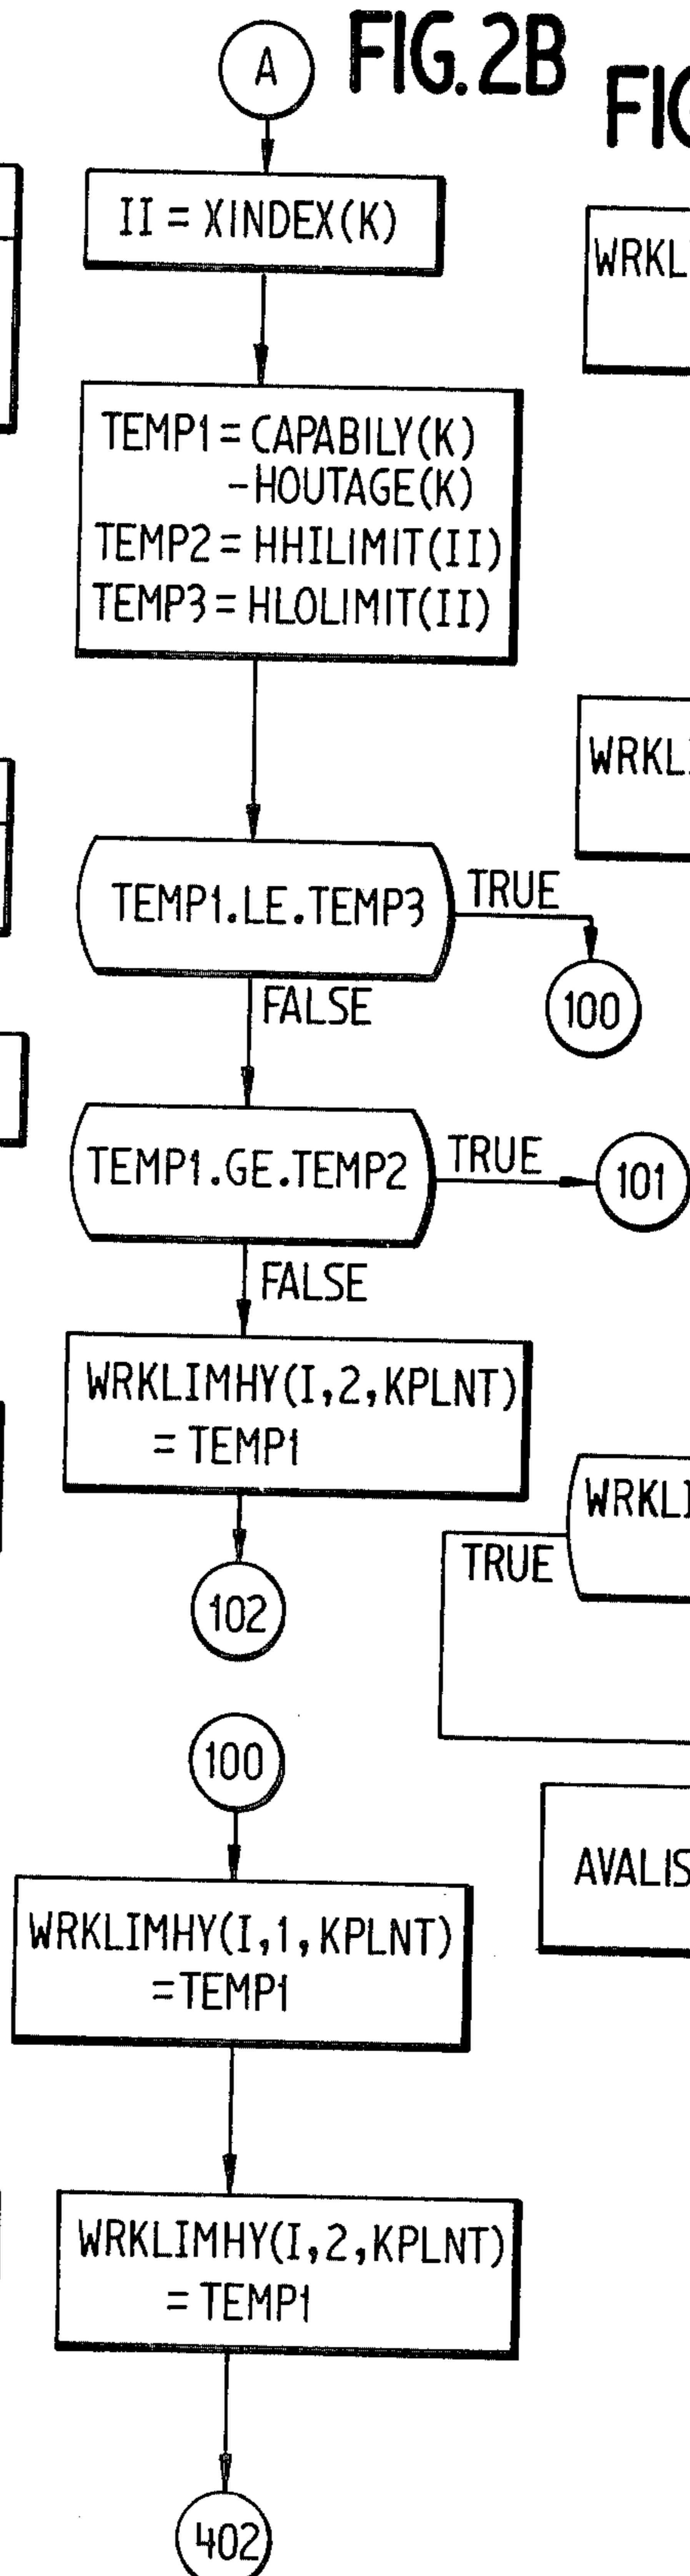 A
FIG. 2B
II = XINDEX(K)
TEMP1 = CAPABILY(K)
-HOUTAGE(K)
TEMP2 = HHILIMIT(II)
TEMP3 = HLOLIMIT(II)
TEMP1.LE.TEMP3
TRUE
100
FALSE
TEMP1.GE.TEMP2
TRUE
101
FALSE
WRKLIMHY(I,2,KPLNT)
= TEMP1
102
TRUE
100
WRKLIMHY(I,1,KPLNT)
=TEMP1
WRKLIMHY(I,2,KPLNT)
= TEMP1
402